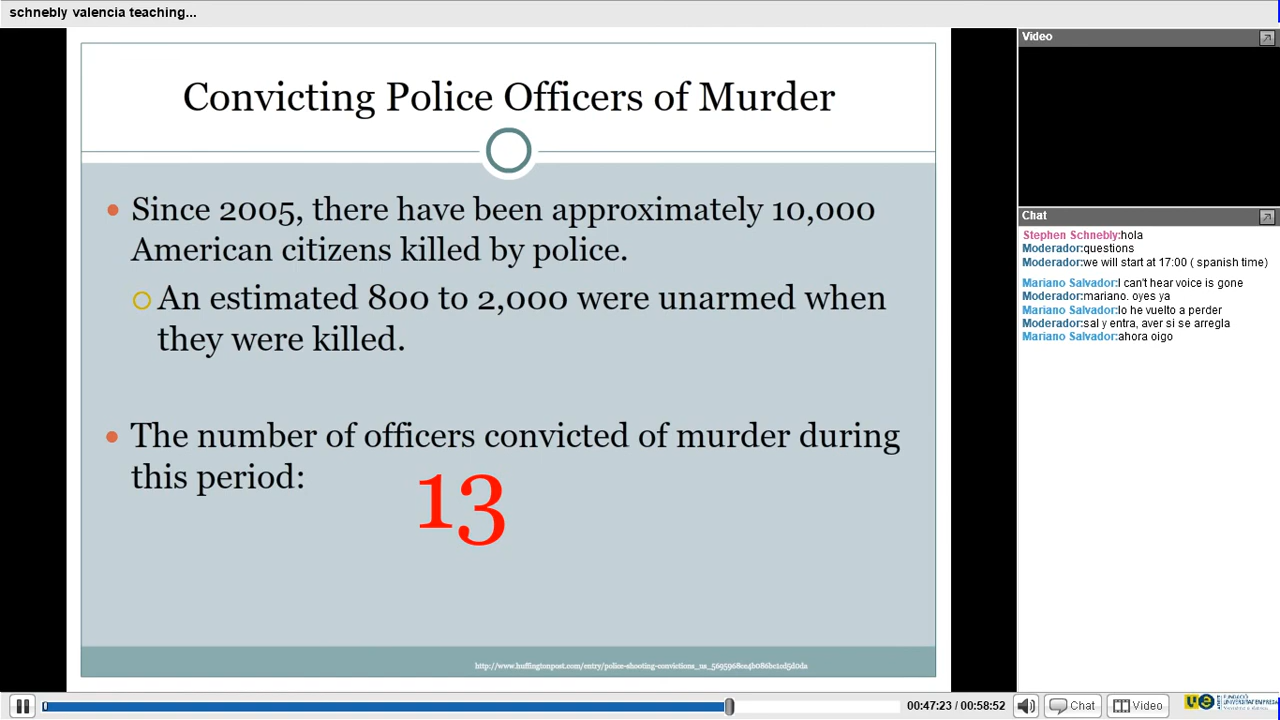 schnebly valencia teaching...
Convicting Police Officers of Murder
Since 2005, there have been approximately 10,000
American citizens killed by police.
An estimated 800 to 2,000 were unarmed when
they were killed.
The number of officers convicted of murder during
this period:
13
Video
Chat
Stephen Schnebly:hola
Moderador:questions
Moderador:we will start at 17:00 ( spanish time)
Mariano Salvador:I can't hear voice is gone
Moderador:mariano. oyes ya
Mariano Salvador:lo he vuelto a perder
Moderador:sal y entra, aver si se arregla
Mariano Salvador:ahora oigo
00:47:23 / 00:58:52
Chat
Video
FUNDACIÓ
UNIVERSITAT·EMPRESA